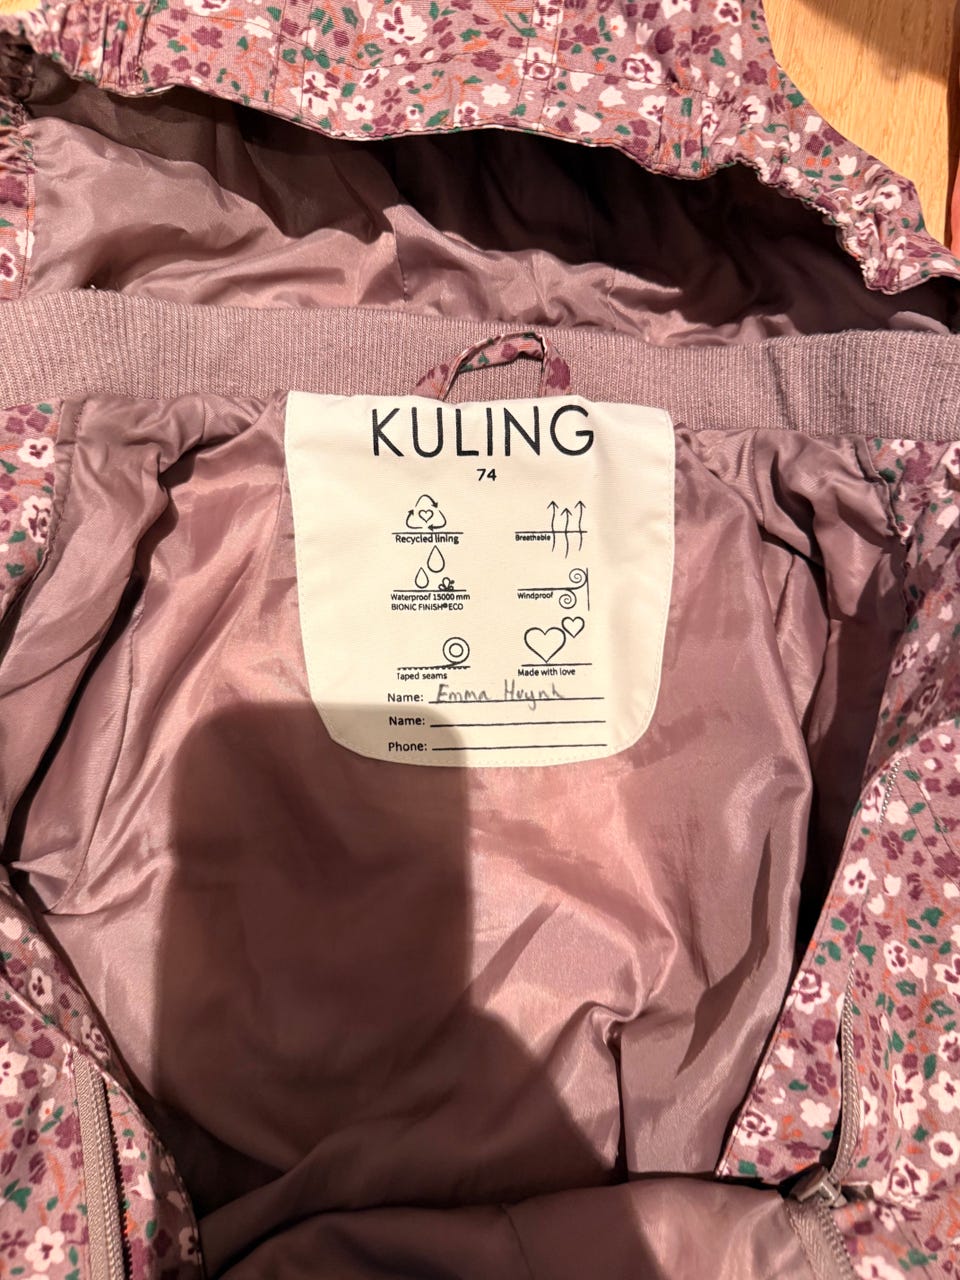 KULING
74
Recycled lining
Breathable
Waterproof 15000 mm
BIONIC FINISH®ECO
Windproof
Taped seams
Made with love
Name: Emma Huynh
Name:
Phone: